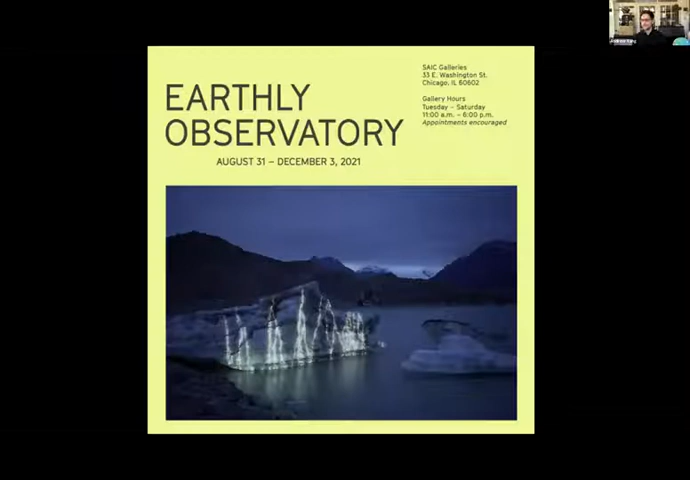 EARTHLY
OBSERVATORY
AUGUST 31 – DECEMBER 3, 2021
SAIC Galleries
33 E. Washington St.
Chicago, IL 60602
Gallery Hours
Tuesday – Saturday
11:00 a.m. – 6:00 p.m.
Appointments encouraged